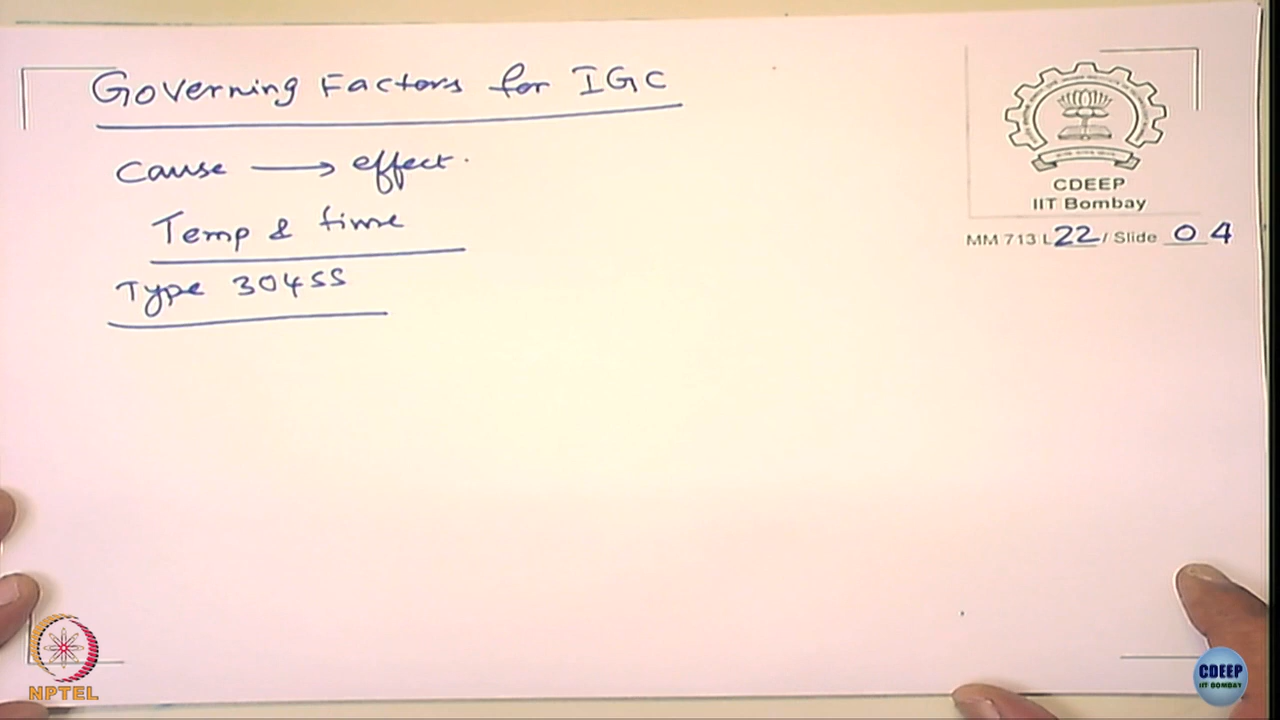 Governing Factors for IGC
Cause → effect.
Temp & time
Type 304SS
CDEEP
IIT Bombay
MM 713 L 22 / Slide 04
NPTEL
CDEEP
IIT BOMBAY